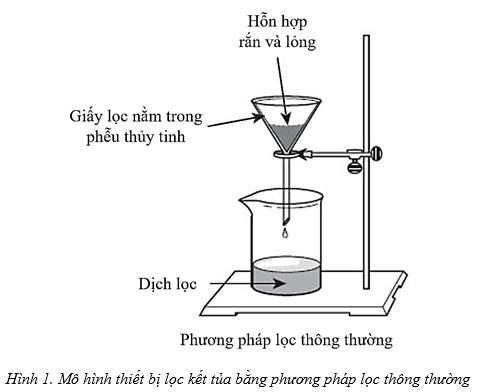 Hỗn hợp
rắn và lỏng
Giấy lọc nằm trong
phễu thủy tinh
Dịch lọc
Phương pháp lọc thông thường
Hình 1. Mô hình thiết bị lọc kết tủa bằng phương pháp lọc thông thường